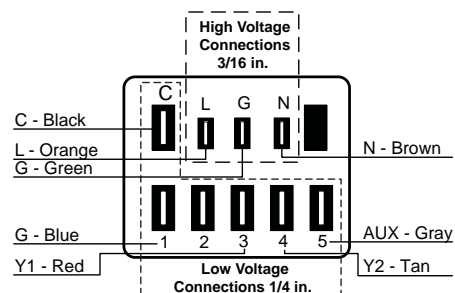 High Voltage
Connections
3/16 in.
C
L G N
C - Black
L - Orange
G - Green
N - Brown
G - Blue
1 2 3 4 5
AUX - Gray
Y1 - Red
Y2 - Tan
Low Voltage
Connections 1/4 in.